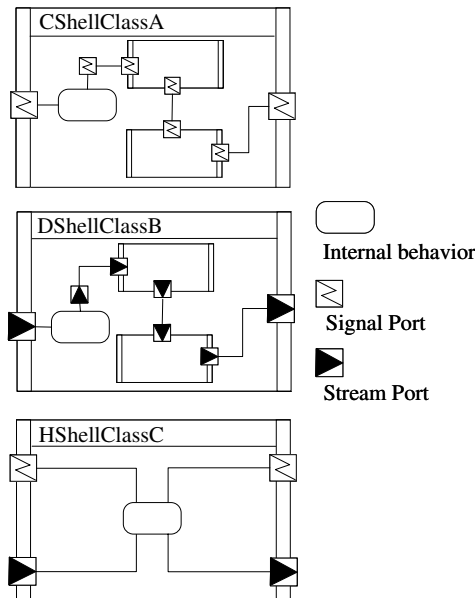 CShellClassA
DShellClassB
Internal behavior
Signal Port
Stream Port
HShellClassC